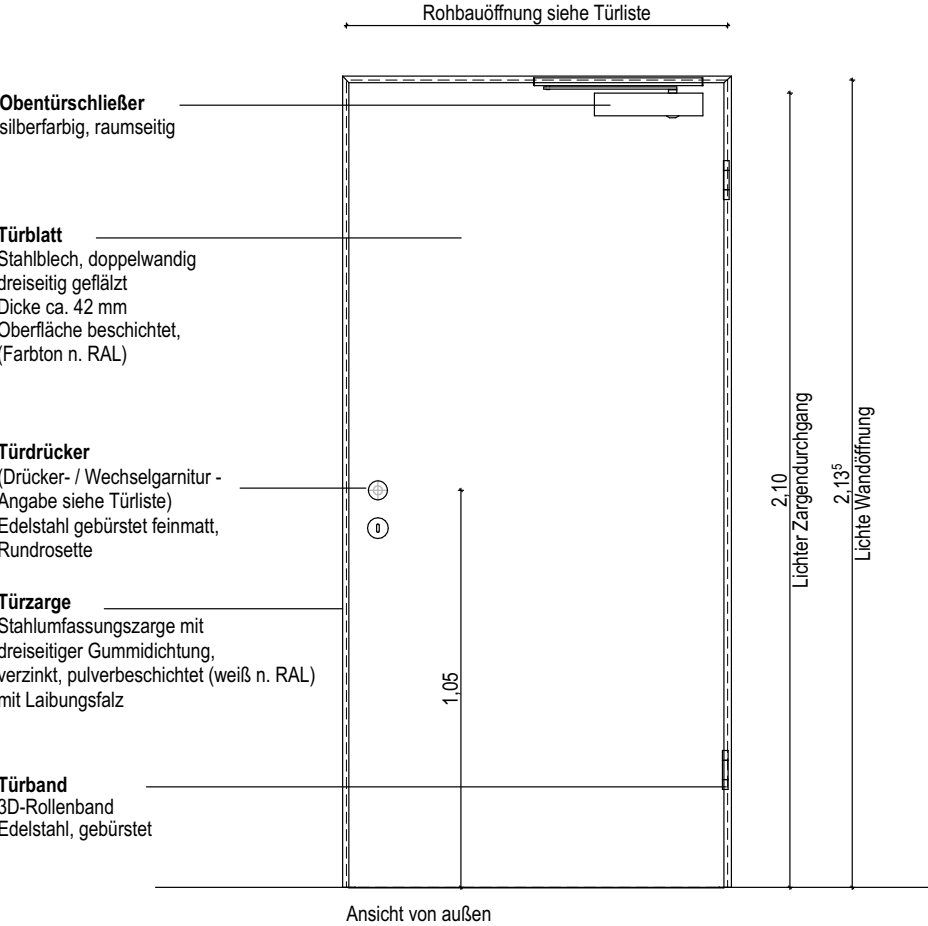 Rohbauöffnung siehe Türliste
Obentürschließer
silberfarbig, raumseitig
Türblatt
Stahlblech, doppelwandig
dreiseitig geflälzt
Dicke ca. 42 mm
Oberfläche beschichtet,
(Farbton n. RAL)
Türdrücker
(Drücker- / Wechselgarnitur -
Angabe siehe Türliste)
Edelstahl gebürstet feinmatt,
Rundrosette
Türzarge
Stahlumfassungszarge mit
dreiseitiger Gummidichtung,
verzinkt, pulverbeschichtet (weiß n. RAL)
mit Laibungsfalz
Türband
3D-Rollenband
Edelstahl, gebürstet
1,05
2,10
Lichter Zargendurchgang
2,13⁵
Lichte Wandöffnung
Ansicht von außen